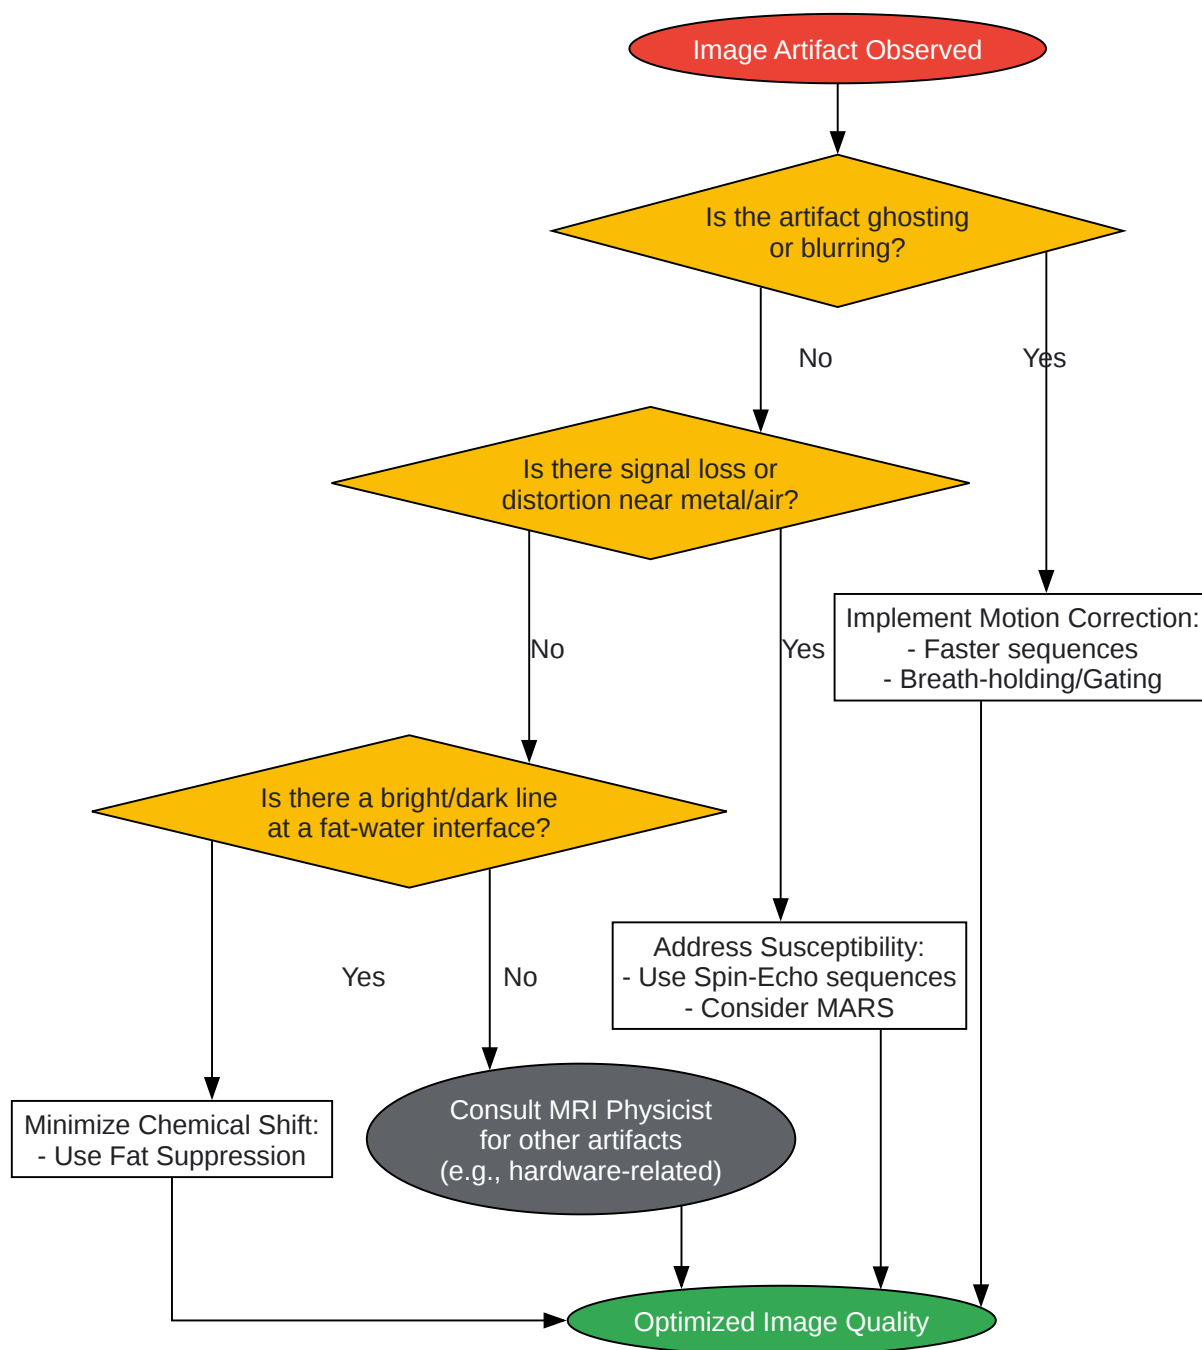 Image Artifact Observed
Is the artifact ghosting
or blurring?
No
Yes
Is there signal loss or
distortion near metal/air?
Implement Motion Correction:
- Faster sequences
- Breath-holding/Gating
No
Yes
Is there a bright/dark line
at a fat-water interface?
Address Susceptibility:
- Use Spin-Echo sequences
- Consider MARS
Yes
No
Minimize Chemical Shift:
- Use Fat Suppression
Consult MRI Physicist
for other artifacts
(e.g., hardware-related)
Optimized Image Quality